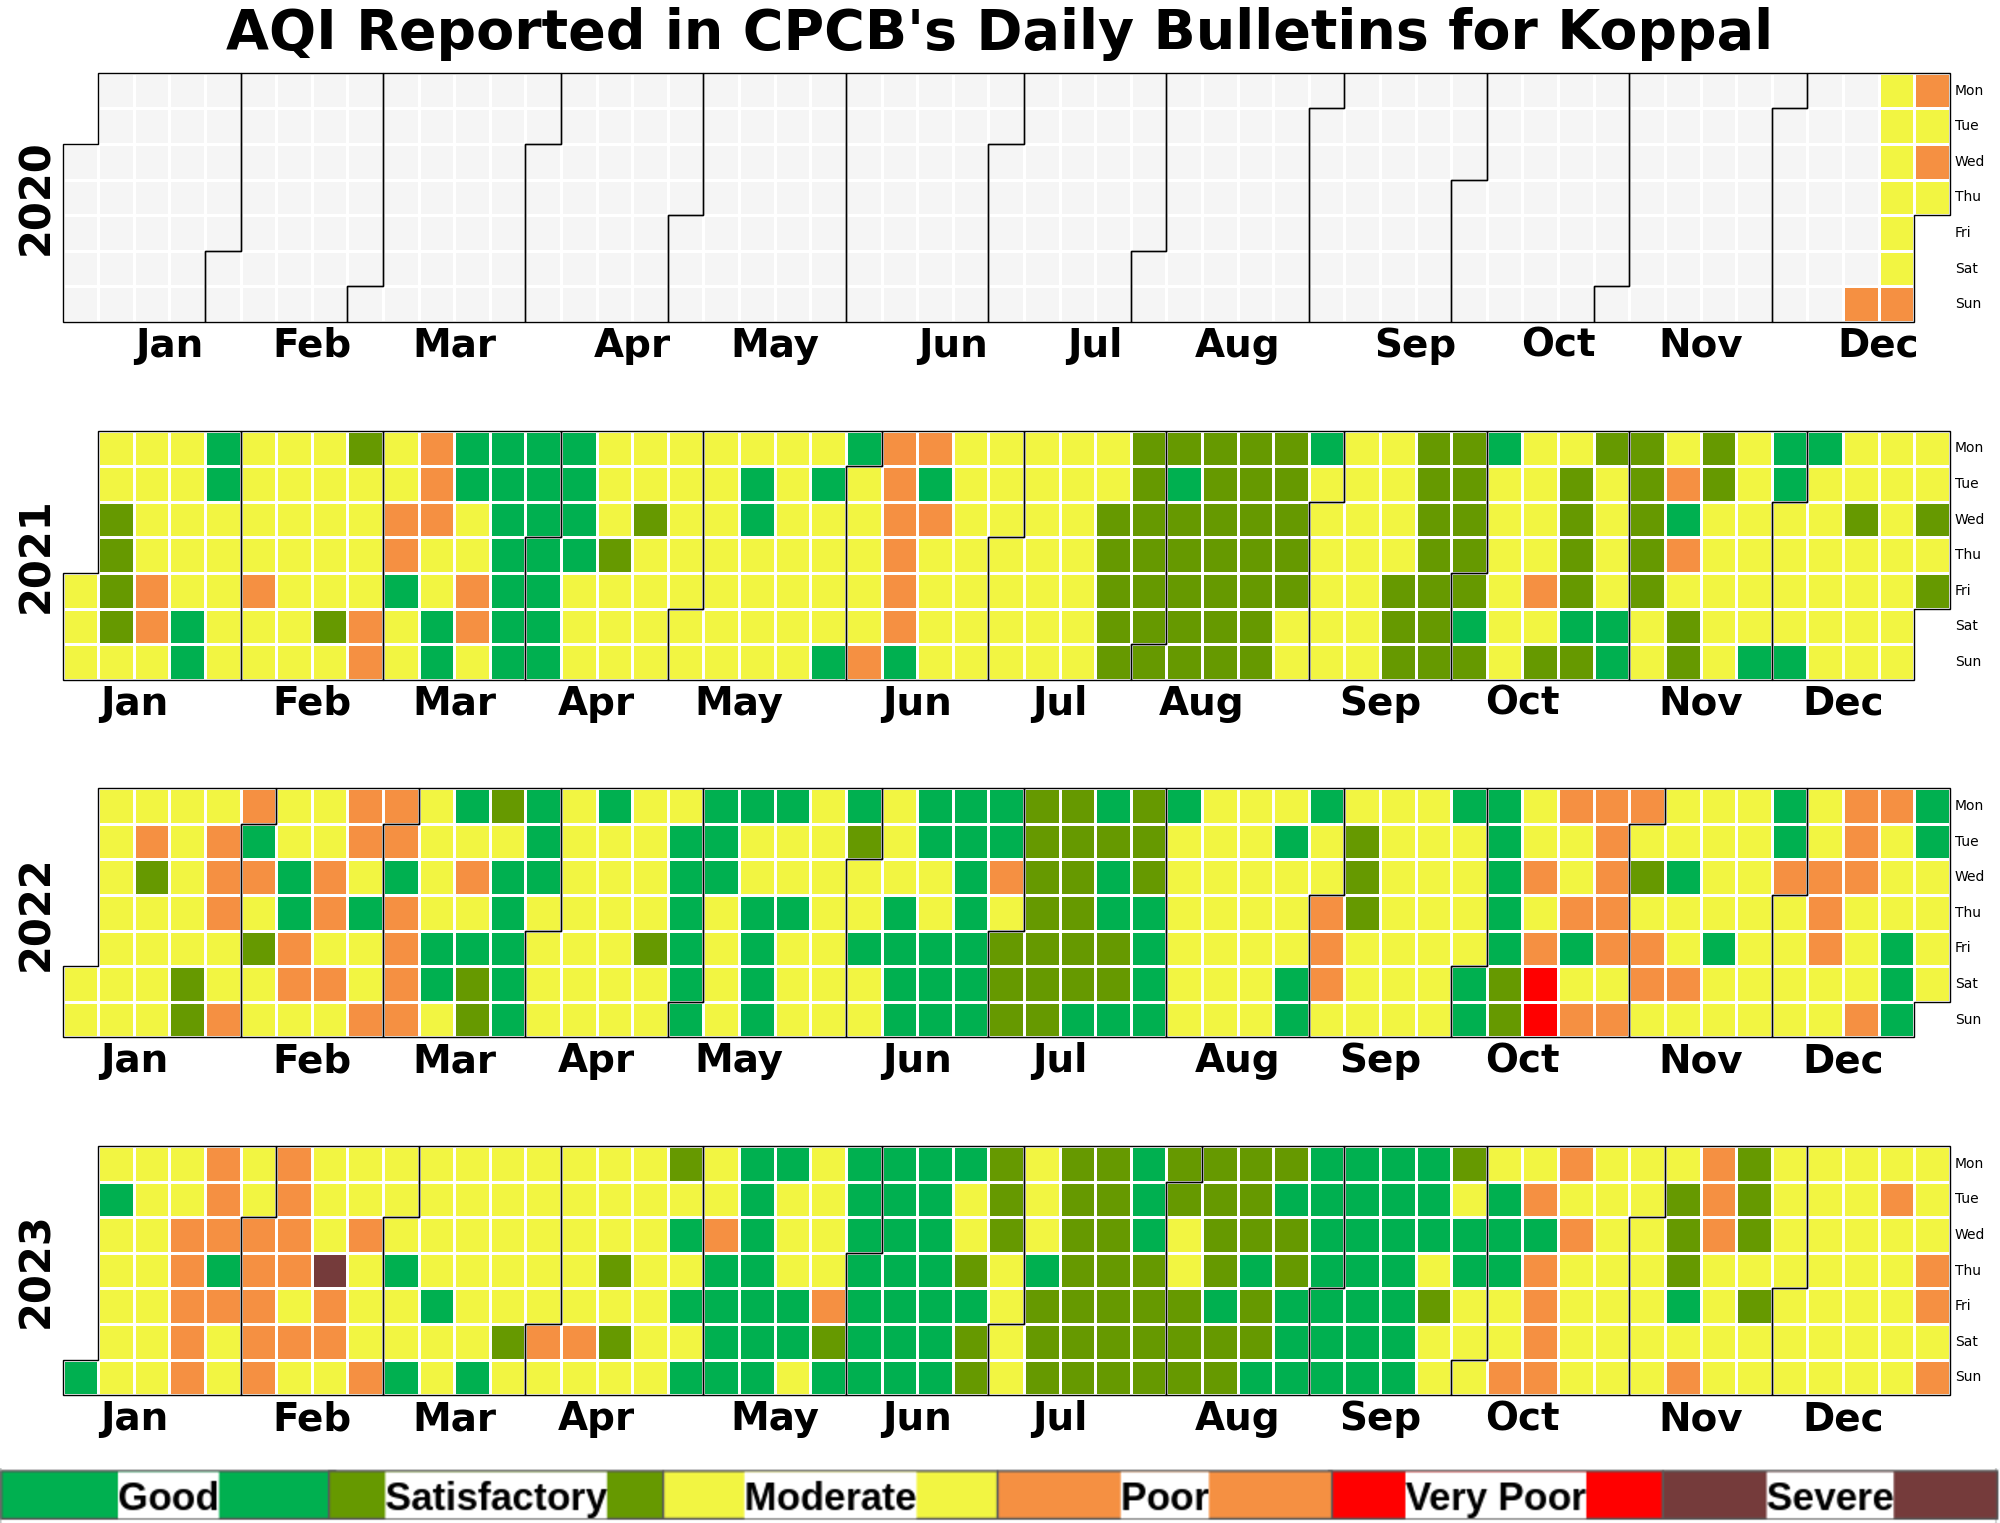 AQI Reported in CPCB's Daily Bulletins for Koppal
2020
Mon
Tue
Wed
Thu
Fri
Sat
Sun
Jan Feb Mar Apr May Jun Jul Aug Sep Oct Nov Dec
2021
Mon
Tue
Wed
Thu
Fri
Sat
Sun
Jan Feb Mar Apr May Jun Jul Aug Sep Oct Nov Dec
2022
Mon
Tue
Wed
Thu
Fri
Sat
Sun
Jan Feb Mar Apr May Jun Jul Aug Sep Oct Nov Dec
2023
Mon
Tue
Wed
Thu
Fri
Sat
Sun
Jan Feb Mar Apr May Jun Jul Aug Sep Oct Nov Dec
Good Satisfactory Moderate Poor Very Poor Severe